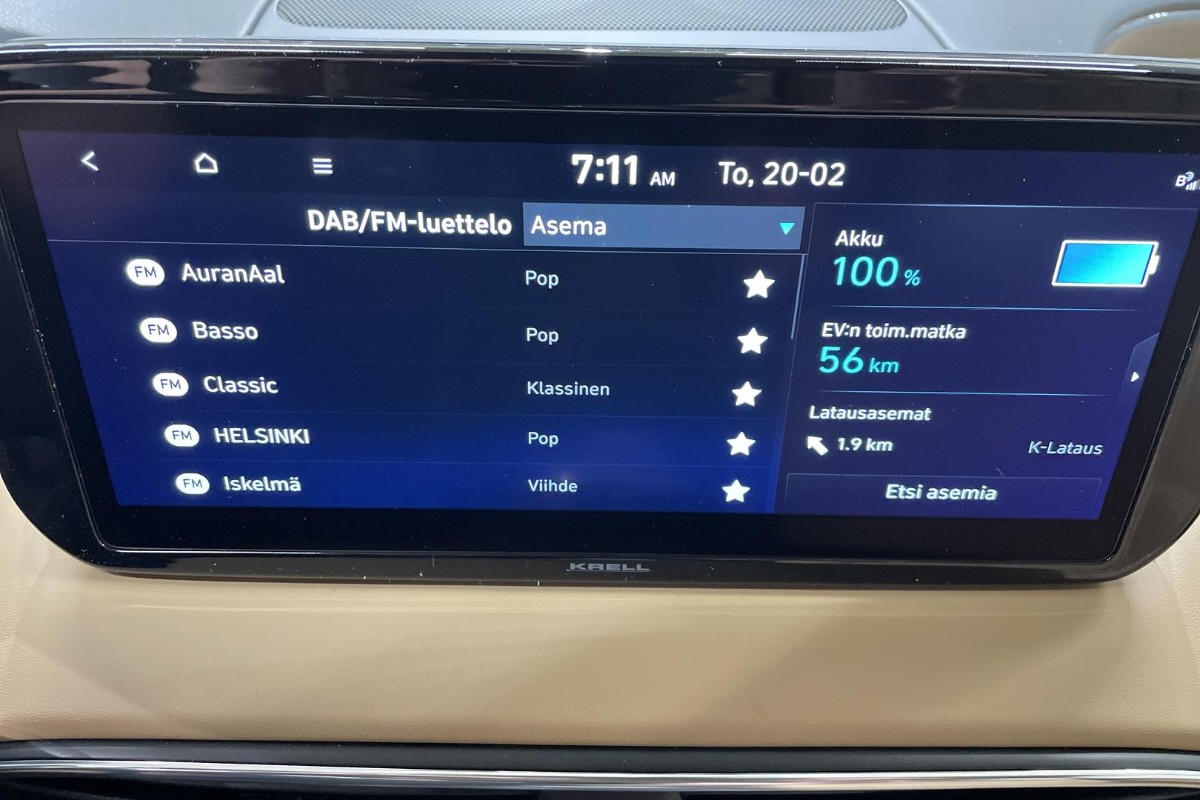 7:11 AM To, 20-02
DAB/FM-luettelo Asema
FM AuranAal Pop
FM Basso Pop
FM Classic Klassinen
FM HELSINKI Pop
FM Iskelmä Viihde
Akku
100 %
EV:n toim.matka
56 km
Latausasemat
1.9 km K-Lataus
Etsi asemia
KRELL